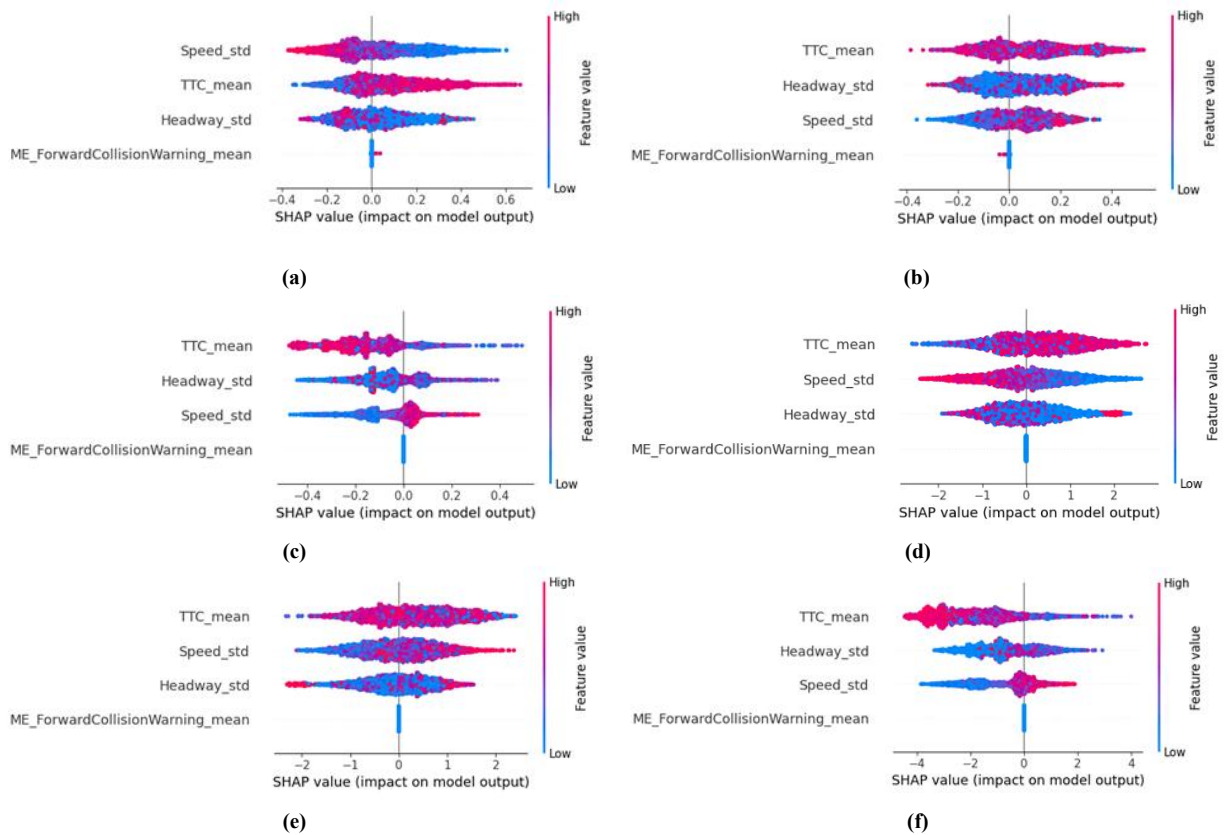 High
Speed_std
TTC_mean
Headway_std
ME_ForwardCollisionWarning_mean
Feature value
Low
−0.4 −0.2 0.0 0.2 0.4 0.6
SHAP value (impact on model output)
(a)
High
TTC_mean
Headway_std
Speed_std
ME_ForwardCollisionWarning_mean
Feature value
Low
−0.4 −0.2 0.0 0.2 0.4
SHAP value (impact on model output)
(b)
High
TTC_mean
Headway_std
Speed_std
ME_ForwardCollisionWarning_mean
Feature value
Low
−0.4 −0.2 0.0 0.2 0.4
SHAP value (impact on model output)
(c)
High
TTC_mean
Speed_std
Headway_std
ME_ForwardCollisionWarning_mean
Feature value
Low
−2 −1 0 1 2
SHAP value (impact on model output)
(d)
High
TTC_mean
Speed_std
Headway_std
ME_ForwardCollisionWarning_mean
Feature value
Low
−2 −1 0 1 2
SHAP value (impact on model output)
(e)
High
TTC_mean
Headway_std
Speed_std
ME_ForwardCollisionWarning_mean
Feature value
Low
−4 −2 0 2 4
SHAP value (impact on model output)
(f)